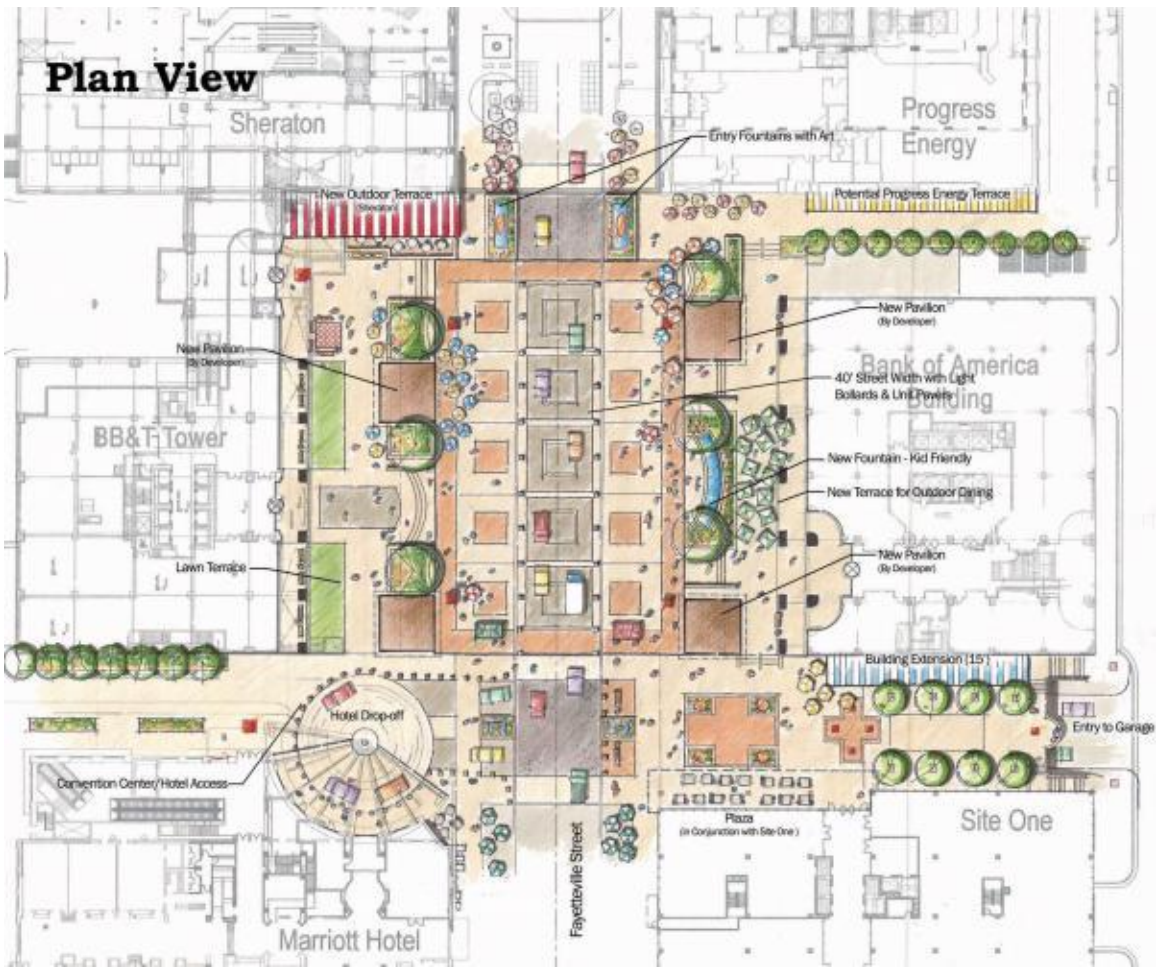 Plan View
Sheraton
Progress
Energy
Entry Fountains with Art
New Outdoor Terrace
(Sheraton)
Potential Progress Energy Terrace
New Pavilion
(By Developer)
New Pavilion
(By Developer)
Bank of America
Building
40' Street Width with Light
Bollards & Unit Pavers
BB&T Tower
New Fountain - Kid Friendly
New Terrace for Outdoor Dining
New Pavilion
(By Developer)
Lawn Terrace
Building Extension (15')
Hotel Drop-off
Entry to Garage
Convention Center/Hotel Access
Plaza
(in Conjunction with Site One)
Site One
Fayetteville Street
Marriott Hotel